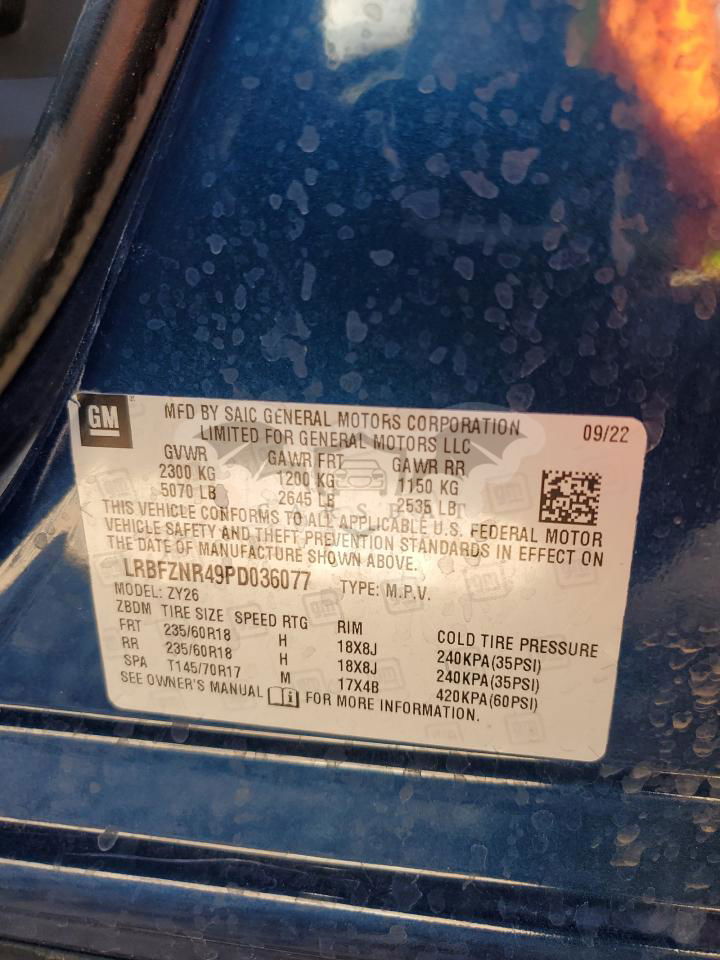 GM
MFD BY SAIC GENERAL MOTORS CORPORATION
LIMITED FOR GENERAL MOTORS LLC
09/22
GVWR GAWR FRT GAWR RR
2300 KG 1200 KG 1150 KG
5070 LB 2645 LB 2535 LB
THIS VEHICLE CONFORMS TO ALL APPLICABLE U.S. FEDERAL MOTOR
VEHICLE SAFETY AND THEFT PREVENTION STANDARDS IN EFFECT ON
THE DATE OF MANUFACTURE SHOWN ABOVE.
LRBFZNR49PD036077 TYPE: M.P.V.
MODEL: ZY26
ZBDM TIRE SIZE SPEED RTG RIM COLD TIRE PRESSURE
FRT 235/60R18 H 18X8J 240KPA(35PSI)
RR 235/60R18 H 18X8J 240KPA(35PSI)
SPA T145/70R17 M 17X4B 420KPA(60PSI)
SEE OWNER'S MANUAL FOR MORE INFORMATION.